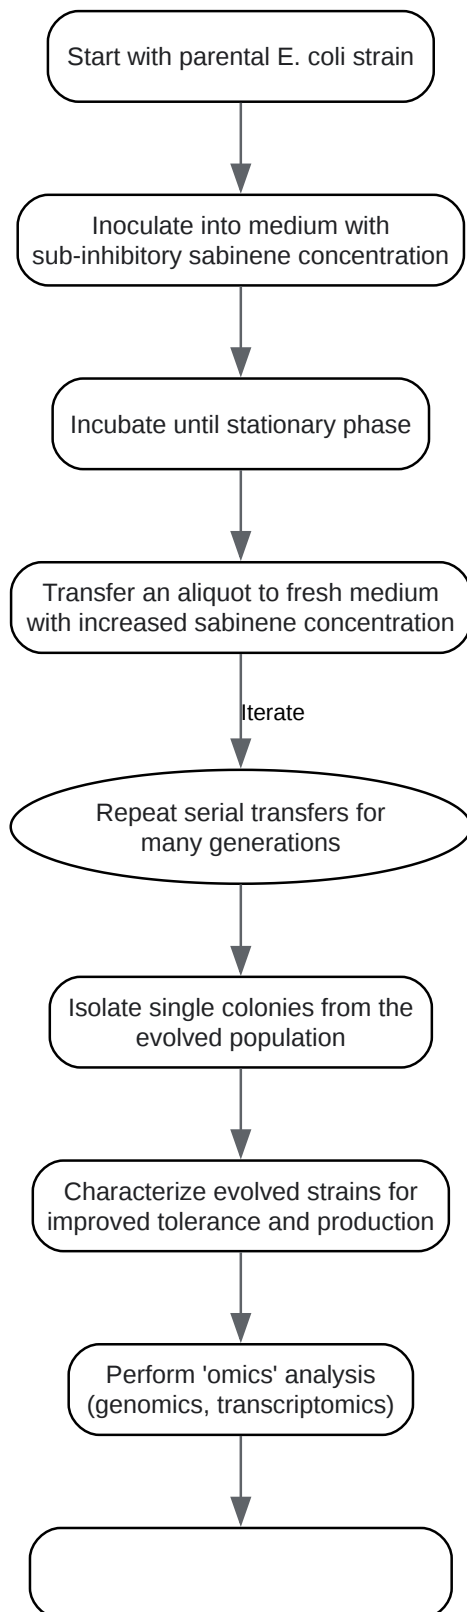 Start with parental E. coli strain
Inoculate into medium with
sub-inhibitory sabinene concentration
Incubate until stationary phase
Transfer an aliquot to fresh medium
with increased sabinene concentration
Iterate
Repeat serial transfers for
many generations
Isolate single colonies from the
evolved population
Characterize evolved strains for
improved tolerance and production
Perform 'omics' analysis
(genomics, transcriptomics)